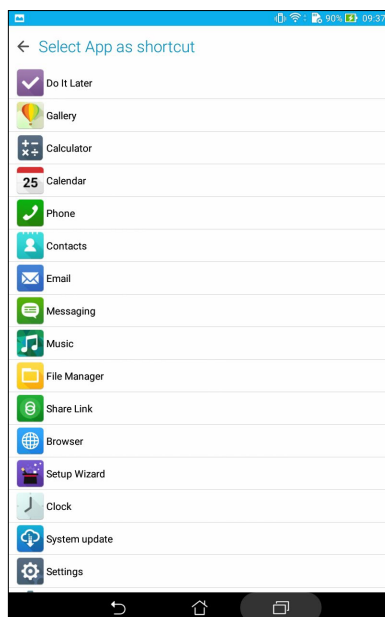 90% 09:37
Select App as shortcut
Do It Later
Gallery
Calculator
25 Calendar
Phone
Contacts
Email
Messaging
Music
File Manager
Share Link
Browser
Setup Wizard
Clock
System update
Settings